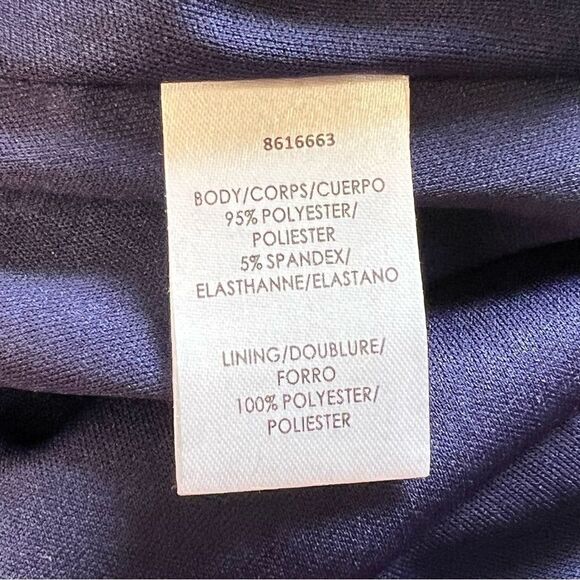 8616663
BODY/CORPS/CUERPO
95% POLYESTER/
POLIESTER
5% SPANDEX/
ELASTHANNE/ELASTANO
LINING/DOUBLURE/
FORRO
100% POLYESTER/
POLIESTER